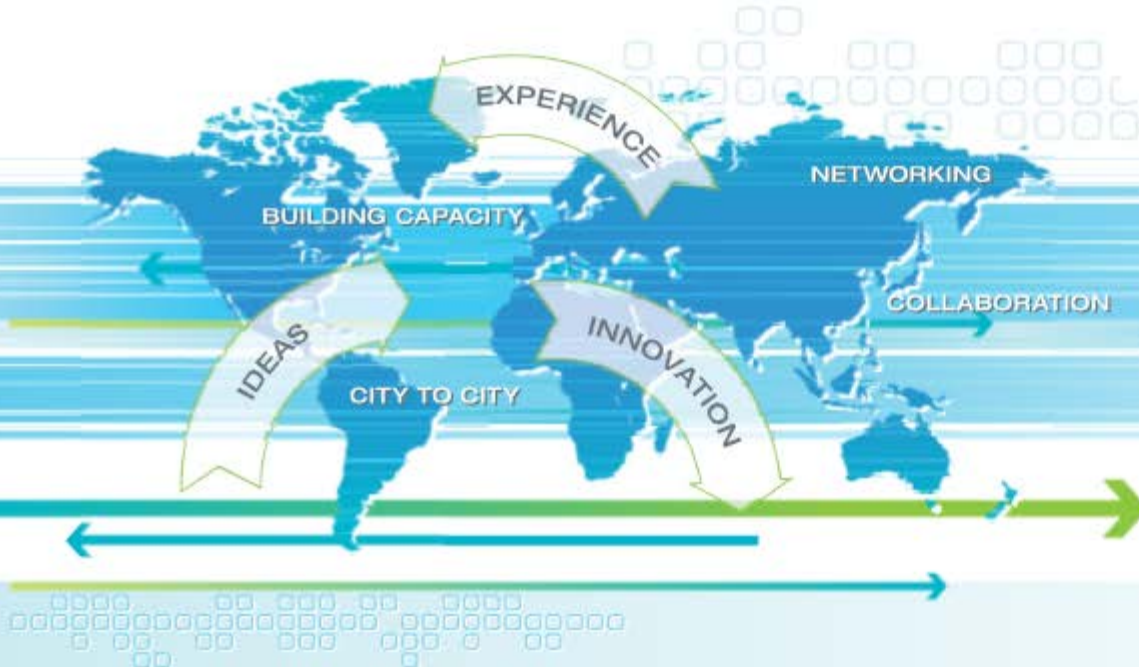 EXPERIENCE
NETWORKING
BUILDING CAPACITY
COLLABORATION
IDEAS
INNOVATION
CITY TO CITY